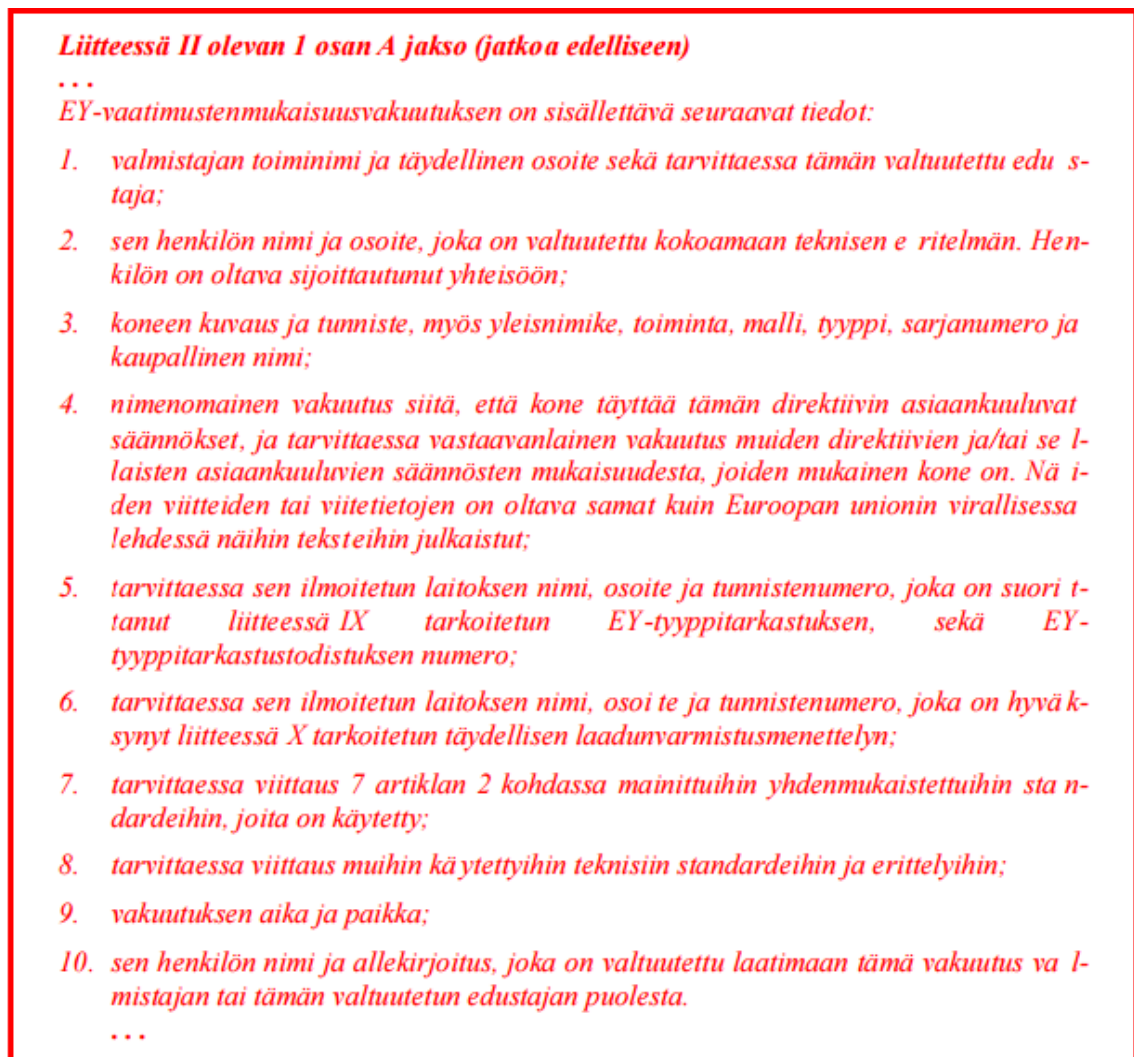 Liitteessä II olevan 1 osan A jakso (jatkoa edelliseen)
. . .
EY-vaatimustenmukaisuusvakuutuksen on sisällettävä seuraavat tiedot:
1. valmistajan toiminimi ja täydellinen osoite sekä tarvittaessa tämän valtuutettu edu s-
taja;
2. sen henkilön nimi ja osoite, joka on valtuutettu kokoamaan teknisen e ritelmän. Hen-
kilön on oltava sijoittautunut yhteisöön;
3. koneen kuvaus ja tunniste, myös yleisnimike, toiminta, malli, tyyppi, sarjanumero ja
kaupallinen nimi;
4. nimenomainen vakuutus siitä, että kone täyttää tämän direktiivin asiaankuuluvat
säännökset, ja tarvittaessa vastaavanlainen vakuutus muiden direktiivien ja/tai se l-
laisten asiaankuuluvien säännösten mukaisuudesta, joiden mukainen kone on. Nä i-
den viitteiden tai viitetietojen on oltava samat kuin Euroopan unionin virallisessa
lehdessä näihin teksteihin julkaistut;
5. tarvittaessa sen ilmoitetun laitoksen nimi, osoite ja tunnistenumero, joka on suori t-
tanut liitteessä IX tarkoitetun EY-tyyppitarkastuksen, sekä EY-
tyyppitarkastustodistuksen numero;
6. tarvittaessa sen ilmoitetun laitoksen nimi, osoi te ja tunnistenumero, joka on hyvä k-
synyt liitteessä X tarkoitetun täydellisen laadunvarmistusmenettelyn;
7. tarvittaessa viittaus 7 artiklan 2 kohdassa mainittuihin yhdenmukaistettuihin sta n-
dardeihin, joita on käytetty;
8. tarvittaessa viittaus muihin kä ytettyihin teknisiin standardeihin ja erittelyihin;
9. vakuutuksen aika ja paikka;
10. sen henkilön nimi ja allekirjoitus, joka on valtuutettu laatimaan tämä vakuutus va l-
mistajan tai tämän valtuutetun edustajan puolesta.
. . .